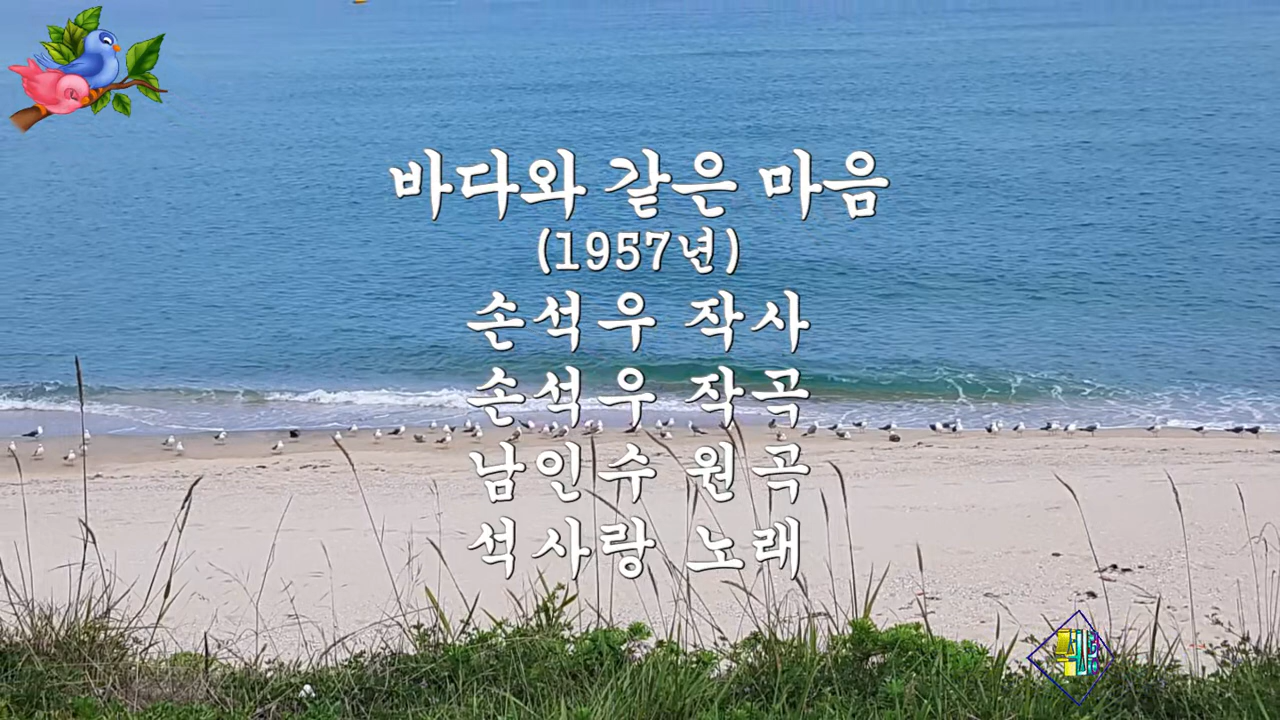 바다와 같은 마음
(1957년)
손석우 작사
손석우 작곡
남인수 원곡
석사랑 노래